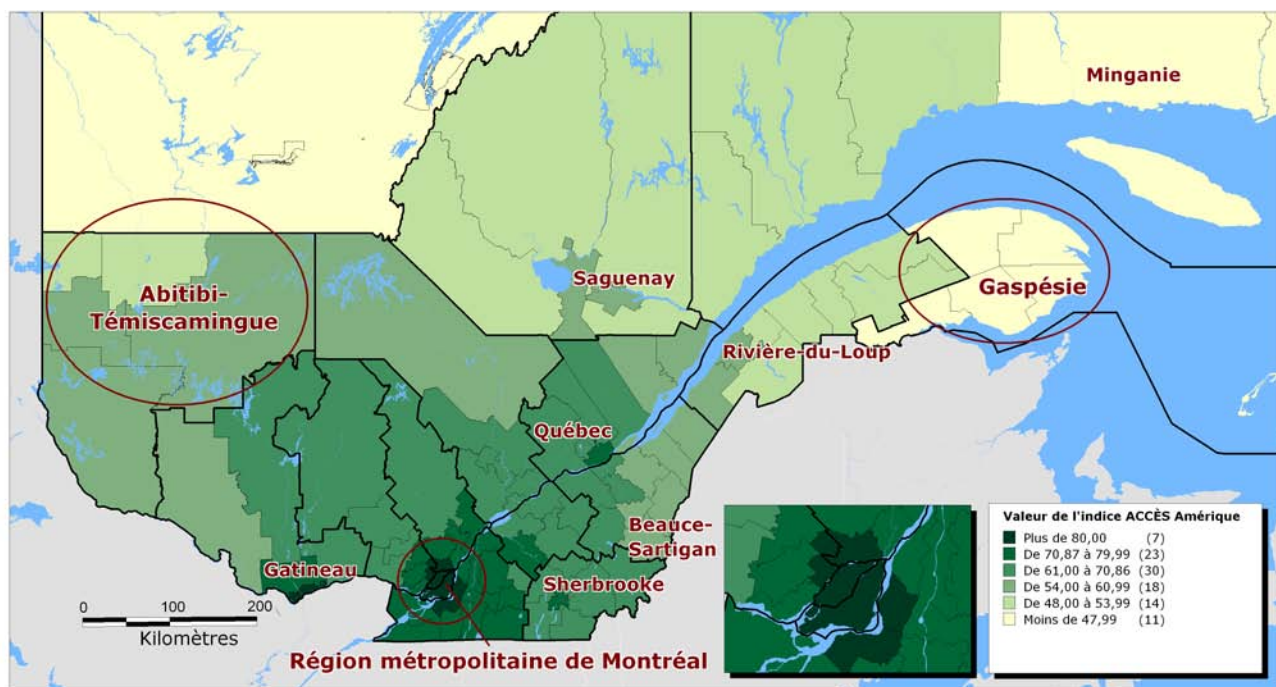 Minganie
Saguenay
Abitibi-
Témiscamingue
Gaspésie
Rivière-du-Loup
Québec
Beauce-
Sartigan
Gatineau
Sherbrooke
0 100 200
Kilomètres
Région métropolitaine de Montréal
Valeur de l'indice ACCÈS Amérique
Plus de 80,00 (7)
De 70,87 à 79,99 (23)
De 61,00 à 70,86 (30)
De 54,00 à 60,99 (18)
De 48,00 à 53,99 (14)
Moins de 47,99 (11)